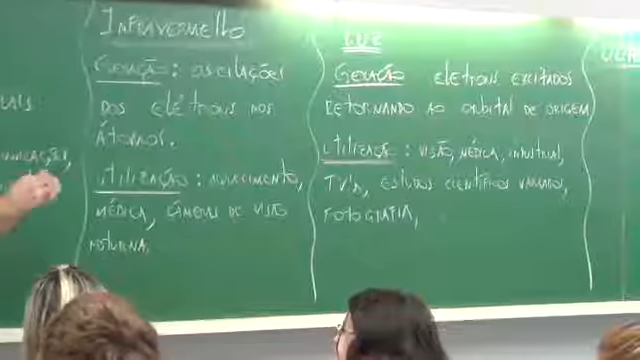 INFRAVERMELHO
GERAÇÃO: OSCILAÇÕES
DOS ELÉTRONS NOS
ÁTOMOS.
UTILIZAÇÃO: AQUECIMENTO,
MÉDICA, CÂMERAS DE VISÃO
NOTURNA.
LUZ
GERAÇÃO ELETRONS EXCITADOS
RETORNANDO AO ORBITAL DE ORIGEM
UTILIZAÇÃO: VISÃO, MÉDICA, INDUSTRIAL,
TV'S, ESTUDOS CIENTÍFICOS VARIADOS,
FOTOGRAFIA,